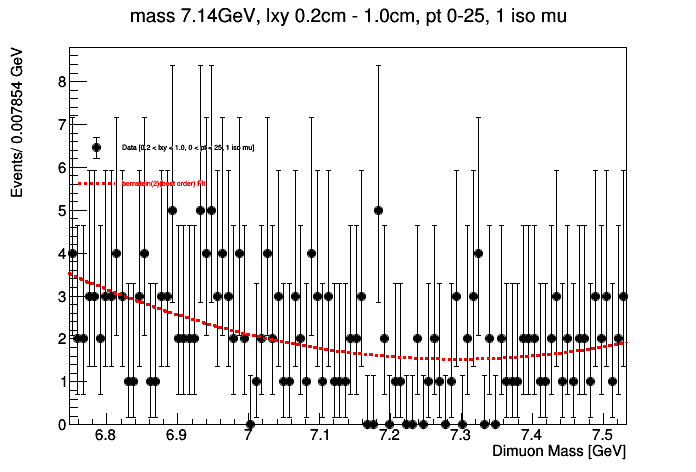 mass 7.14GeV, lxy 0.2cm - 1.0cm, pt 0-25, 1 iso mu
Events/ 0.007854 GeV
8
7
6
5
4
3
2
1
0
Data [0.2 < lxy < 1.0, 0 < pt < 25, 1 iso mu]
bernstein(2)(best order) Fit
6.8 6.9 7 7.1 7.2 7.3 7.4 7.5
Dimuon Mass [GeV]